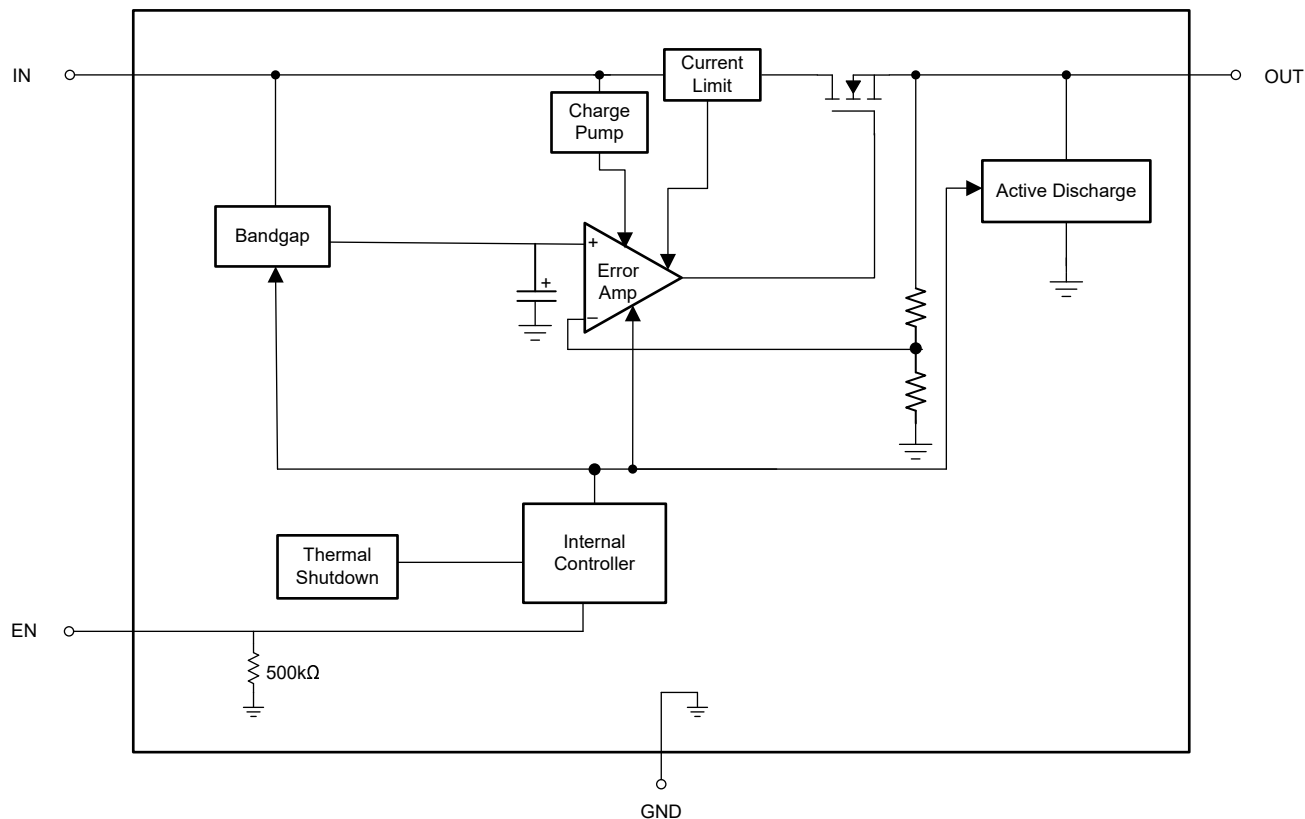 IN
Current
Limit
OUT
Charge
Pump
Active Discharge
Bandgap
+
Error
Amp
+
−
Internal
Controller
Thermal
Shutdown
EN
500kΩ
GND